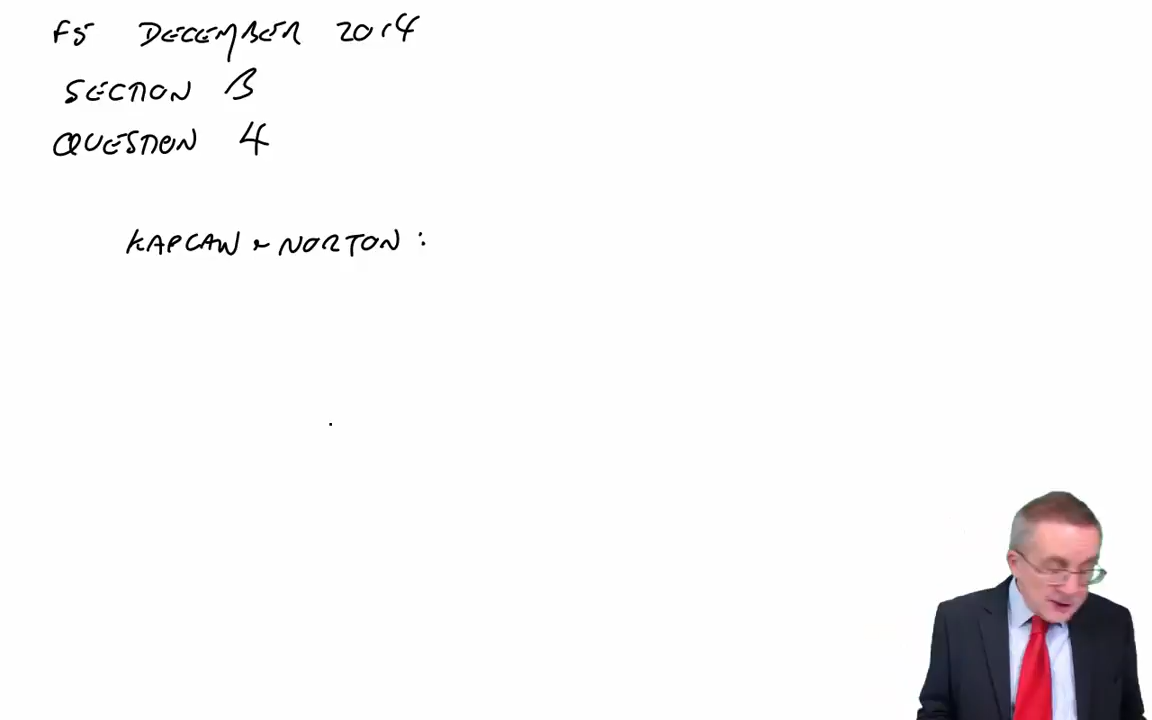 F5 DECEMBER 2014
SECTION B
QUESTION 4
KAPLAN & NORTON :